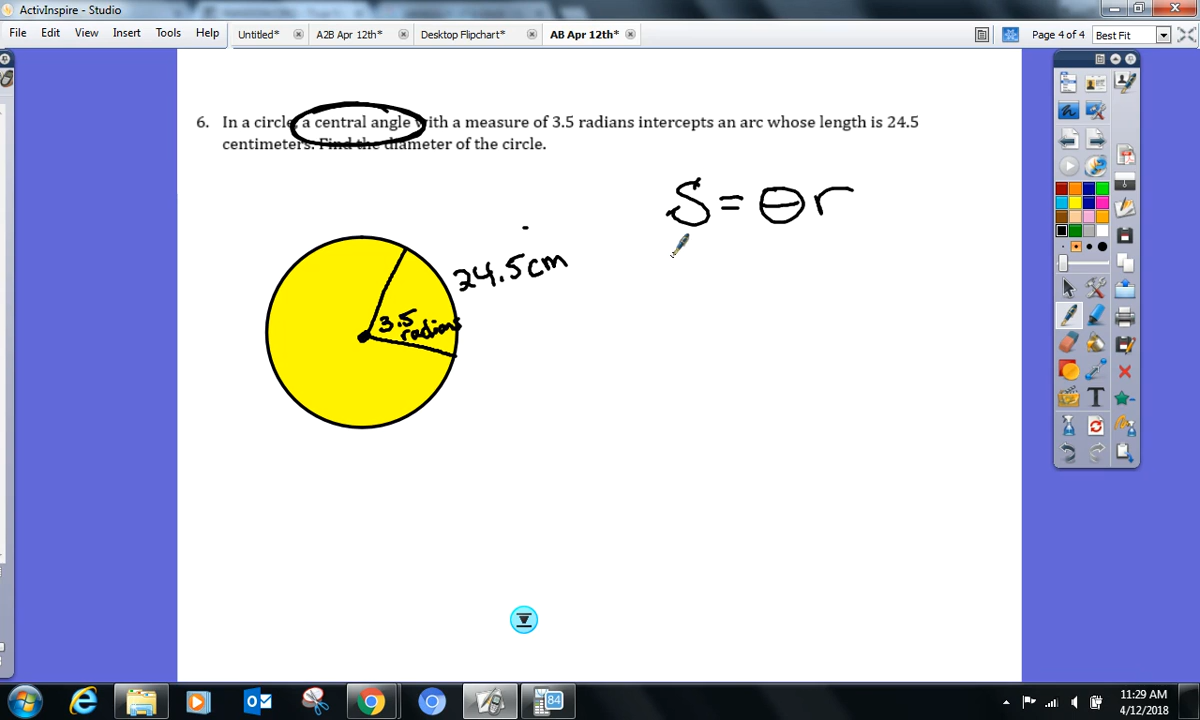 ActivInspire - Studio
File Edit View Insert Tools Help
Untitled* A2B Apr 12th* Desktop Flipchart* AB Apr 12th*
Page 4 of 4 Best Fit
6. In a circle, a central angle with a measure of 3.5 radians intercepts an arc whose length is 24.5
centimeters. Find the diameter of the circle.
S = θr
24.5cm
3.5
radians
84
11:29 AM
4/12/2018